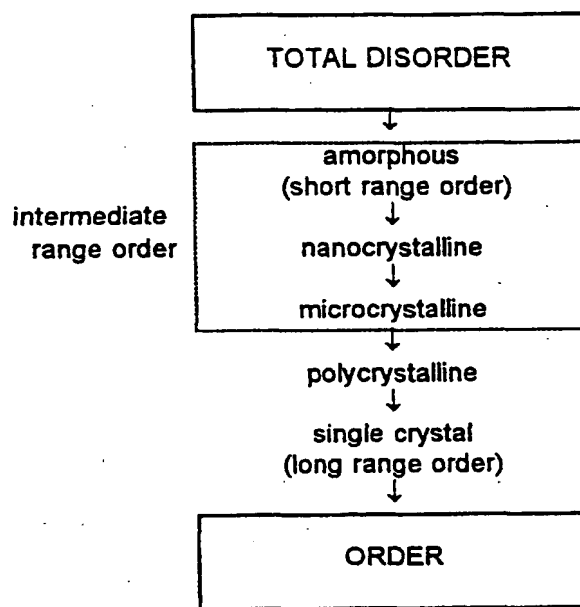 TOTAL DISORDER
↓
amorphous
(short range order)
↓
intermediate
range order
nanocrystalline
↓
microcrystalline
↓
polycrystalline
↓
single crystal
(long range order)
↓
ORDER